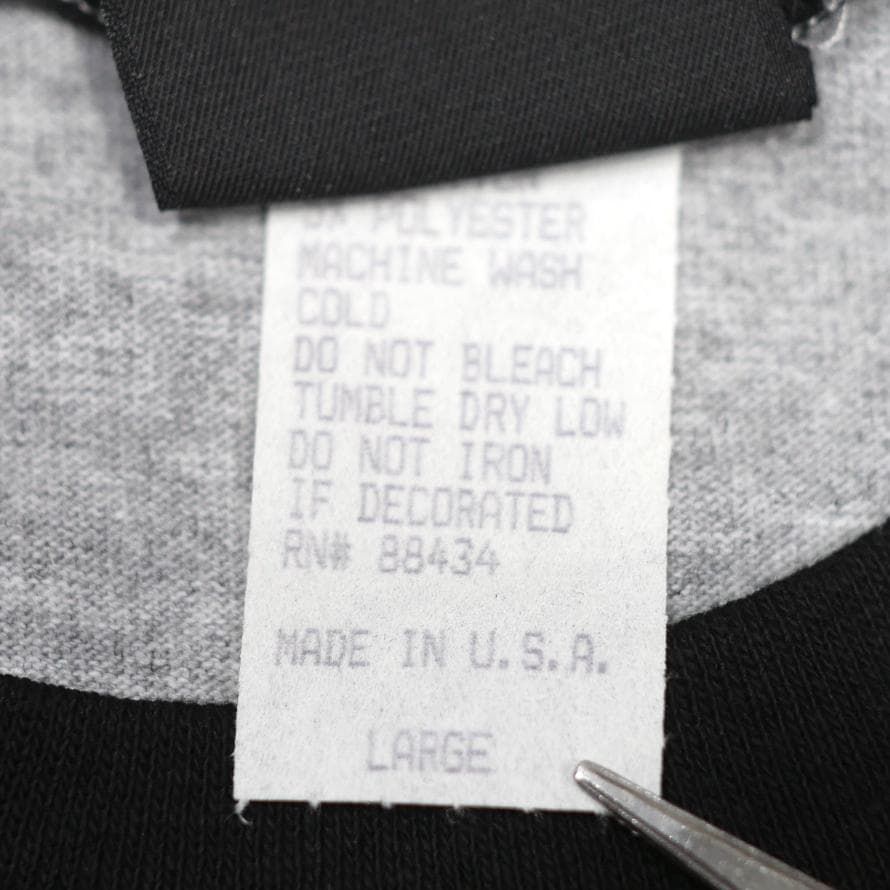 POLYESTER
MACHINE WASH
COLD
DO NOT BLEACH
TUMBLE DRY LOW
DO NOT IRON
IF DECORATED
RN# 88434
MADE IN U.S.A.
LARGE